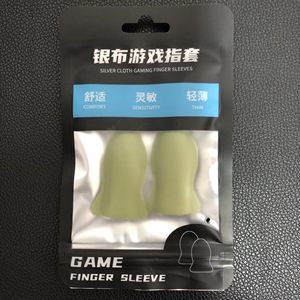 银布游戏指套
SILVER CLOTH GAMING FINGER SLEEVES
舒适 灵敏 轻薄
COMFORT SENSITIVITY THIN
GAME
FINGER SLEEVE